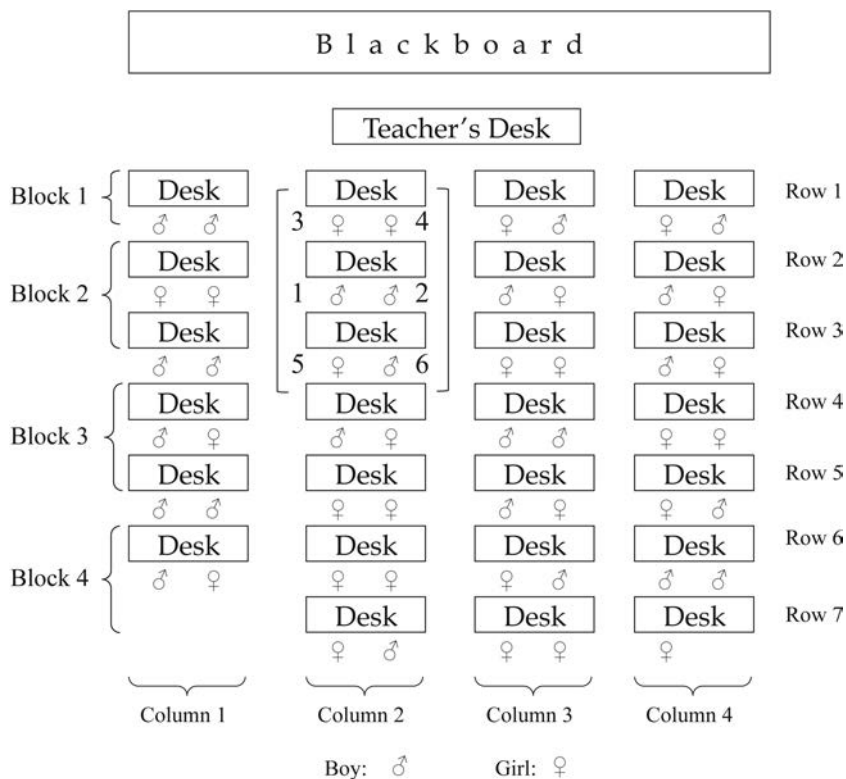 Blackboard
Teacher's Desk
Block 1 Desk Desk Desk Desk Row 1
♂ ♂ 3 ♀ ♀ 4 ♀ ♂ ♀ ♂
Block 2 Desk Desk Desk Desk Row 2
♀ ♀ 1 ♂ ♂ 2 ♂ ♀ ♂ ♀
Desk Desk Desk Desk Row 3
♂ ♂ 5 ♀ ♂ 6 ♀ ♀ ♂ ♀
Block 3 Desk Desk Desk Desk Row 4
♂ ♀ ♂ ♀ ♂ ♂ ♀ ♀
Desk Desk Desk Desk Row 5
♂ ♂ ♀ ♀ ♂ ♀ ♀ ♂
Block 4 Desk Desk Desk Desk Row 6
♂ ♀ ♀ ♀ ♀ ♂ ♂ ♂
Desk Desk Desk Row 7
♀ ♂ ♀ ♀ ♀
Column 1 Column 2 Column 3 Column 4
Boy: ♂ Girl: ♀